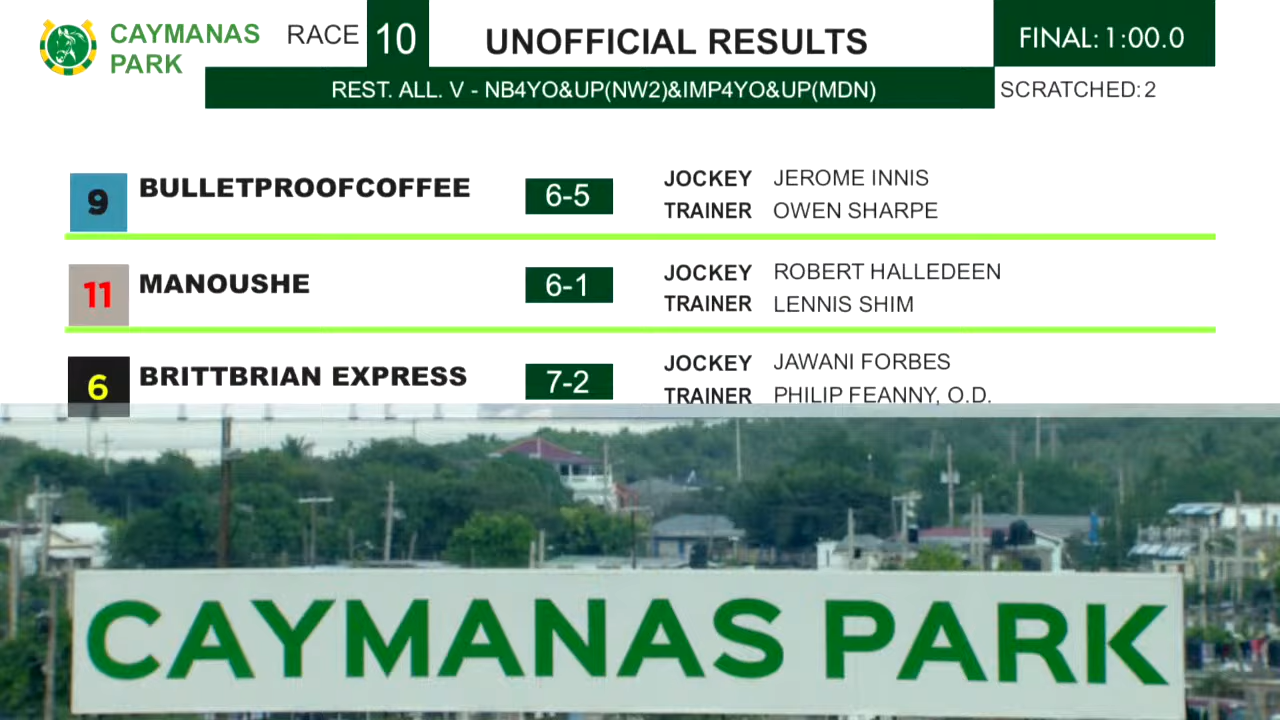 CAYMANAS
PARK
RACE 10
UNOFFICIAL RESULTS
FINAL: 1:00.0
REST. ALL. V - NB4YO&UP(NW2)&IMP4YO&UP(MDN)
SCRATCHED: 2
9 BULLETPROOFCOFFEE 6-5 JOCKEY JEROME INNIS
TRAINER OWEN SHARPE
11 MANOUSHE 6-1 JOCKEY ROBERT HALLEDEEN
TRAINER LENNIS SHIM
6 BRITTBRIAN EXPRESS 7-2 JOCKEY JAWANI FORBES
TRAINER PHILIP FEANNY, O.D.
CAYMANAS PARK